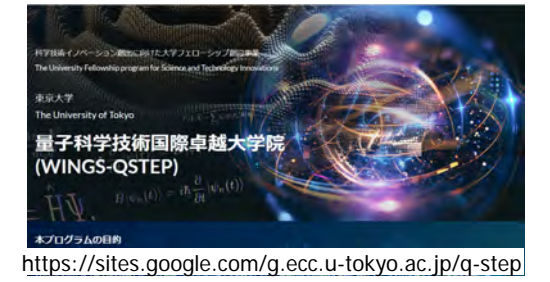 科学技術イノベーション創出に向けた大学フェローシップ創設事業
The University Fellowship program for Science and Technology Innovations
東京大学
The University of Tokyo
量子科学技術国際卓越大学院
(WINGS-QSTEP)
= HΨ.
Ĥ|ψₙ(t)⟩ = iℏ ∂/∂t |ψₙ(t)⟩
本プログラムの目的
https://sites.google.com/g.ecc.u-tokyo.ac.jp/q-step